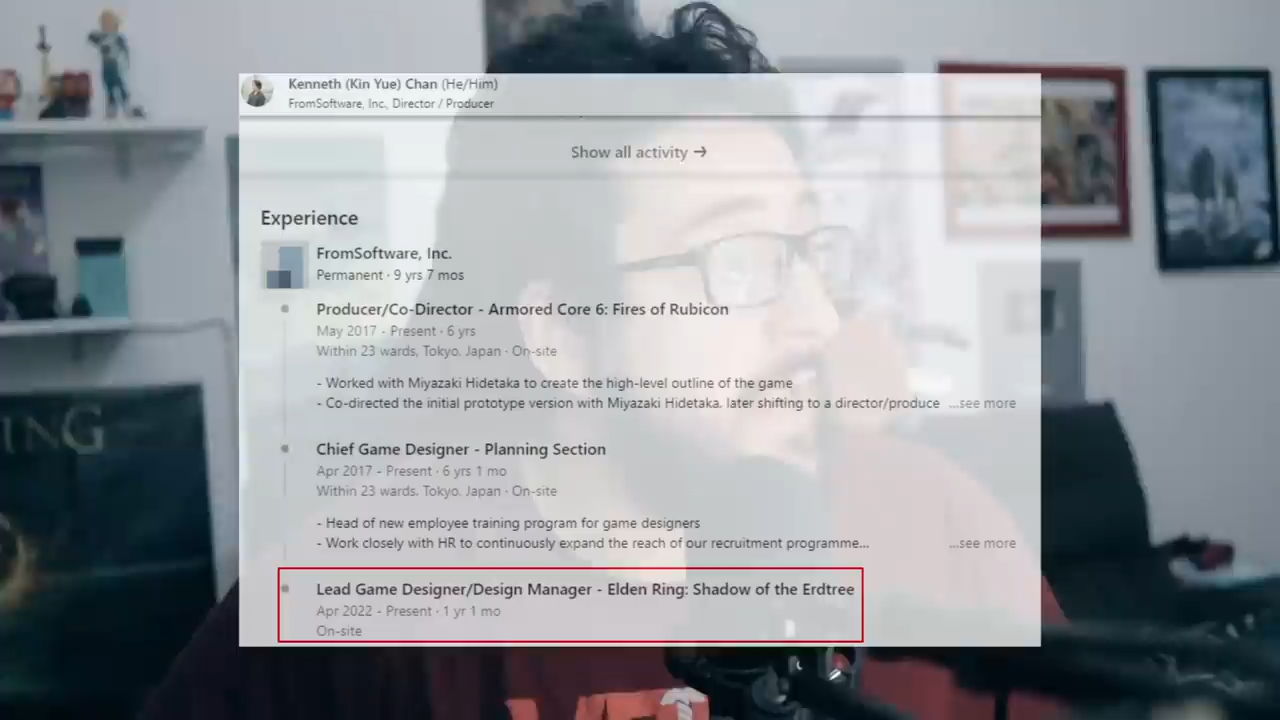 Kenneth (Kin Yue) Chan (He/Him)
FromSoftware, Inc., Director / Producer
Show all activity →
Experience
FromSoftware, Inc.
Permanent · 9 yrs 7 mos
Producer/Co-Director - Armored Core 6: Fires of Rubicon
May 2017 - Present · 6 yrs
Within 23 wards, Tokyo, Japan · On-site
- Worked with Miyazaki Hidetaka to create the high-level outline of the game
- Co-directed the initial prototype version with Miyazaki Hidetaka, later shifting to a director/produce ...see more
Chief Game Designer - Planning Section
Apr 2017 - Present · 6 yrs 1 mo
Within 23 wards, Tokyo, Japan · On-site
- Head of new employee training program for game designers
- Work closely with HR to continuously expand the reach of our recruitment programme... ...see more
Lead Game Designer/Design Manager - Elden Ring: Shadow of the Erdtree
Apr 2022 - Present · 1 yr 1 mo
On-site
ING